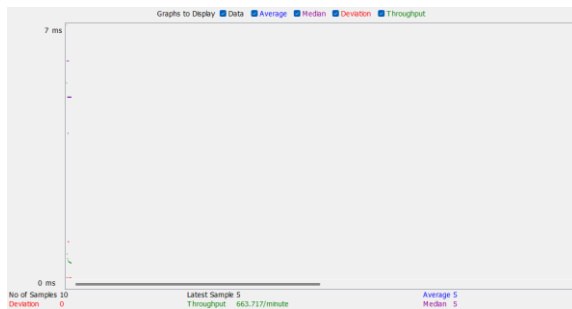 Graphs to Display Data Average Median Deviation Throughput
7 ms
0 ms
No of Samples 10 Latest Sample 5 Average 5
Deviation 0 Throughput 663.717/minute Median 5